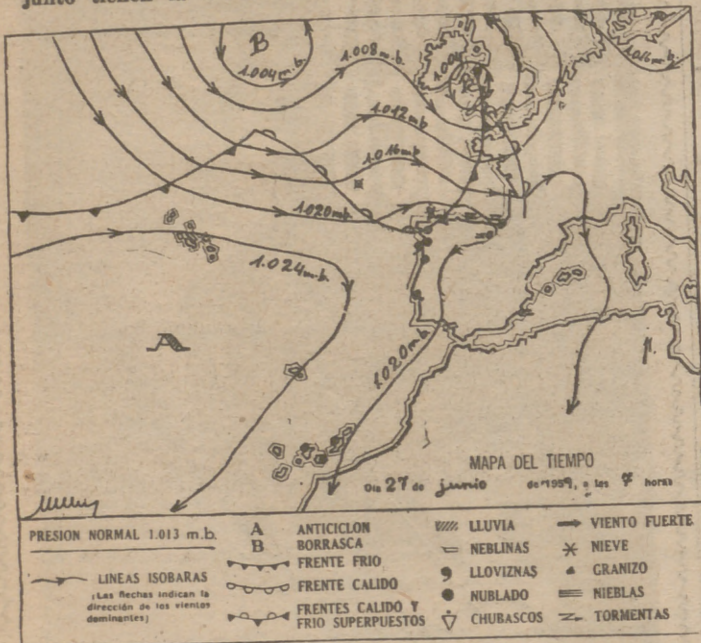 junto
B
1.004 m.b.
1.008 m.b.
1.004
B
1.016 m.b.
1.012 m.b
1.016 m.b.
1.020 m.b.
1.024 m.b.
A
1.020 m.b.
MAPA DEL TIEMPO
Día 27 de junio de 1959, a las 7 horas
PRESION NORMAL 1.013 m.b.
LINEAS ISOBARAS
(Las flechas indican la
dirección de los vientos
dominantes)
A ANTICICLON
B BORRASCA
FRENTE FRIO
FRENTE CALIDO
FRENTES CALIDO Y
FRIO SUPERPUESTOS
LLUVIA
NEBLINAS
LLOVIZNAS
NUBLADO
CHUBASCOS
VIENTO FUERTE
NIEVE
GRANIZO
NIEBLAS
TORMENTAS